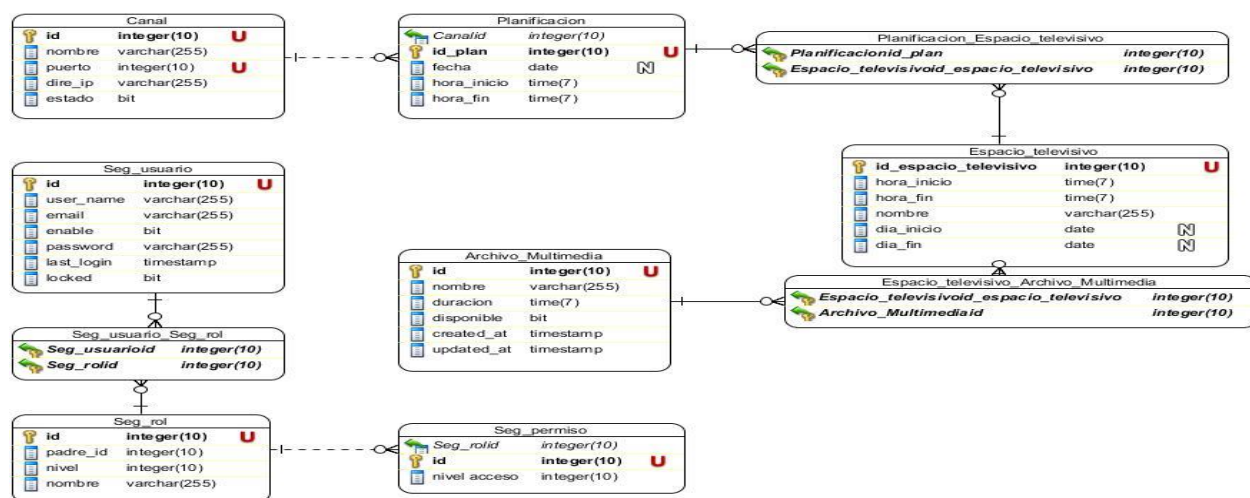 Canal
id integer(10) U
nombre varchar(255)
puerto integer(10) U
dire_ip varchar(255)
estado bit
Planificacion
Canalid integer(10)
id_plan integer(10) U
fecha date N
hora_inicio time(7)
hora_fin time(7)
Planificacion_Espacio_televisivo
Planificacionid_plan integer(10)
Espacio_televisivoid_espacio_televisivo integer(10)
Espacio_televisivo
id_espacio_televisivo integer(10) U
hora_inicio time(7)
hora_fin time(7)
nombre varchar(255)
dia_inicio date N
dia_fin date N
Seg_usuario
id integer(10) U
user_name varchar(255)
email varchar(255)
enable bit
password varchar(255)
last_login timestamp
locked bit
Archivo_Multimedia
id integer(10) U
nombre varchar(255)
duracion time(7)
disponible bit
created_at timestamp
updated_at timestamp
Espacio_televisivo_Archivo_Multimedia
Espacio_televisivoid_espacio_televisivo integer(10)
Archivo_Multimediaid integer(10)
Seg_usuario_Seg_rol
Seg_usuarioid integer(10)
Seg_rolid integer(10)
Seg_rol
id integer(10) U
padre_id integer(10)
nivel integer(10)
nombre varchar(255)
Seg_permiso
Seg_rolid integer(10)
id integer(10) U
nivel acceso integer(10)